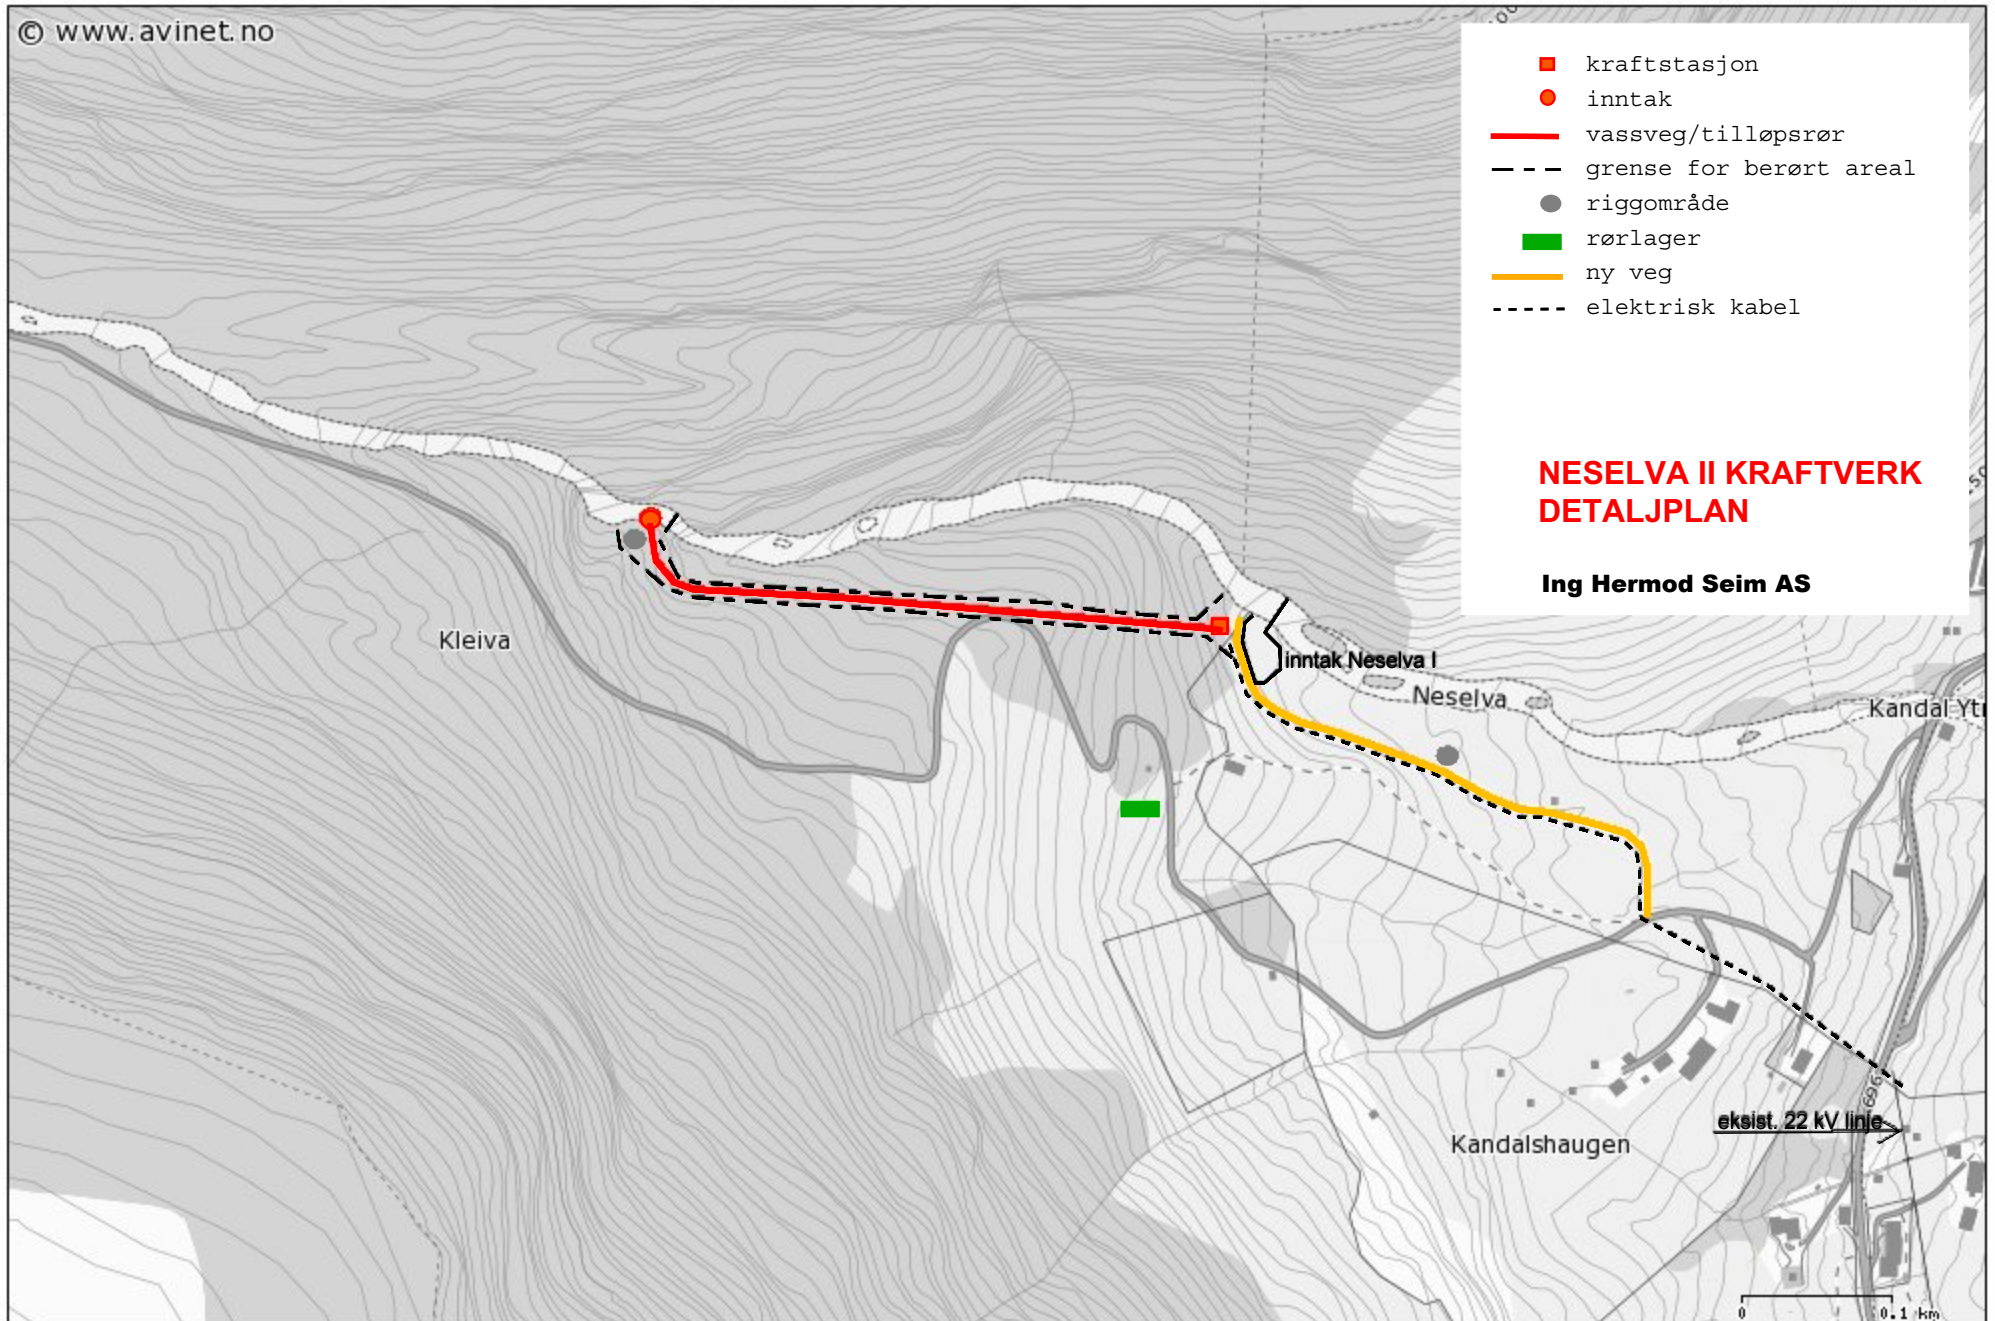 © www.avinet.no
kraftstasjon
inntak
vassveg/tilløpsrør
grense for berørt areal
riggområde
rørlager
ny veg
elektrisk kabel
NESELVA II KRAFTVERK
DETALJPLAN
Ing Hermod Seim AS
Kleiva
inntak Neselva I
Neselva
Kandal Yt
696
eksist. 22 kV linje
Kandalshaugen
0 0.1 km